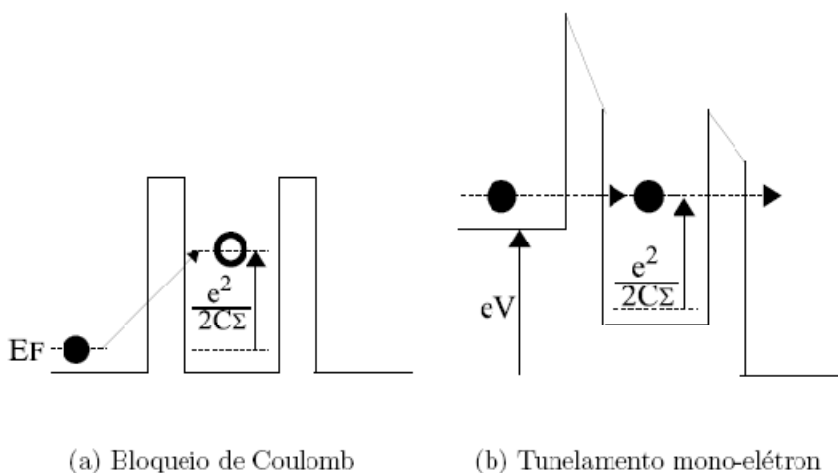 EF
e²
2CΣ
(a) Bloqueio de Coulomb
eV
e²
2CΣ
(b) Tunelamento mono-elétron